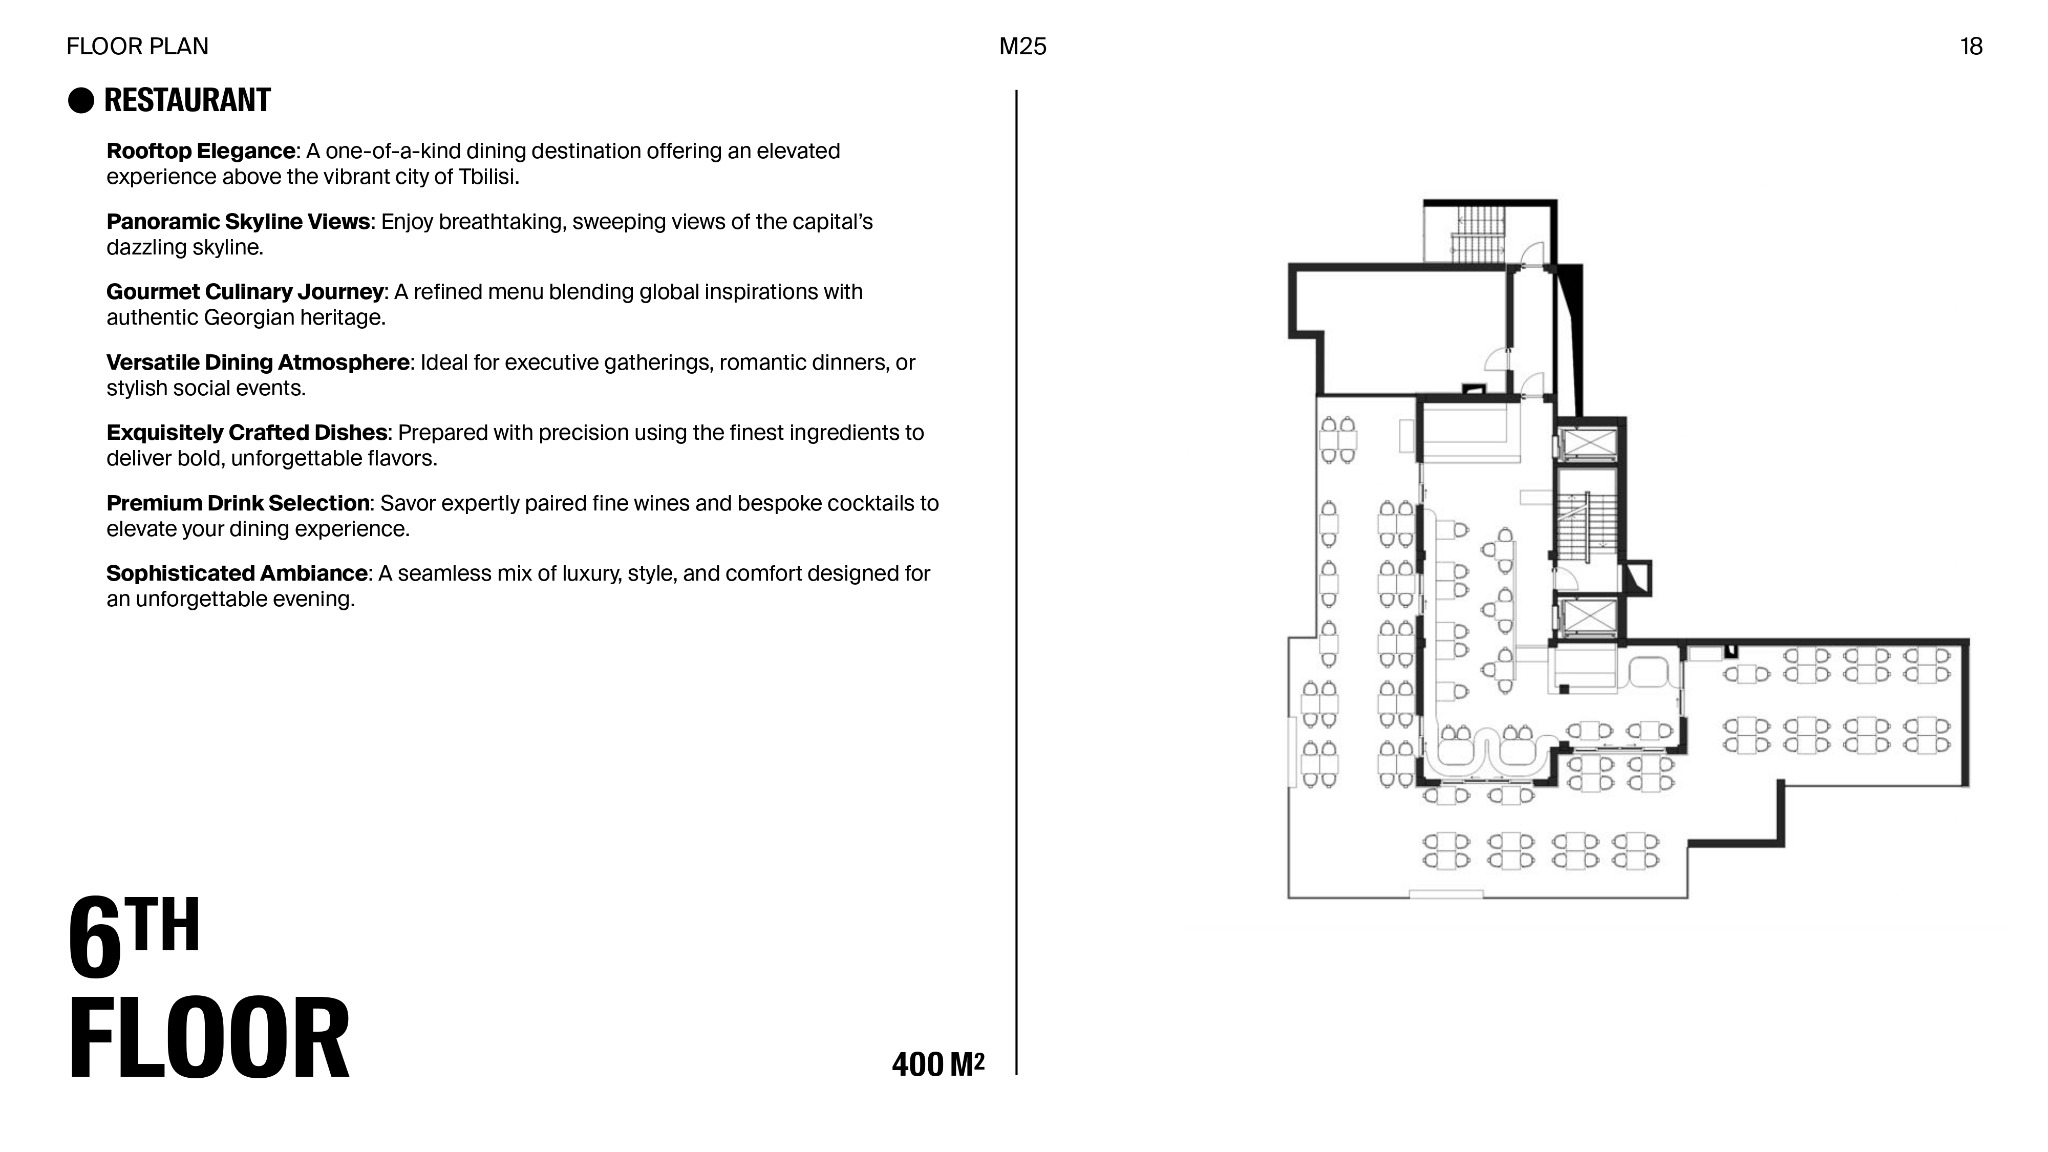 FLOOR PLAN
M25
18
● RESTAURANT
Rooftop Elegance: A one-of-a-kind dining destination offering an elevated
experience above the vibrant city of Tbilisi.
Panoramic Skyline Views: Enjoy breathtaking, sweeping views of the capital’s
dazzling skyline.
Gourmet Culinary Journey: A refined menu blending global inspirations with
authentic Georgian heritage.
Versatile Dining Atmosphere: Ideal for executive gatherings, romantic dinners, or
stylish social events.
Exquisitely Crafted Dishes: Prepared with precision using the finest ingredients to
deliver bold, unforgettable flavors.
Premium Drink Selection: Savor expertly paired fine wines and bespoke cocktails to
elevate your dining experience.
Sophisticated Ambiance: A seamless mix of luxury, style, and comfort designed for
an unforgettable evening.
6TH
FLOOR
400 M²